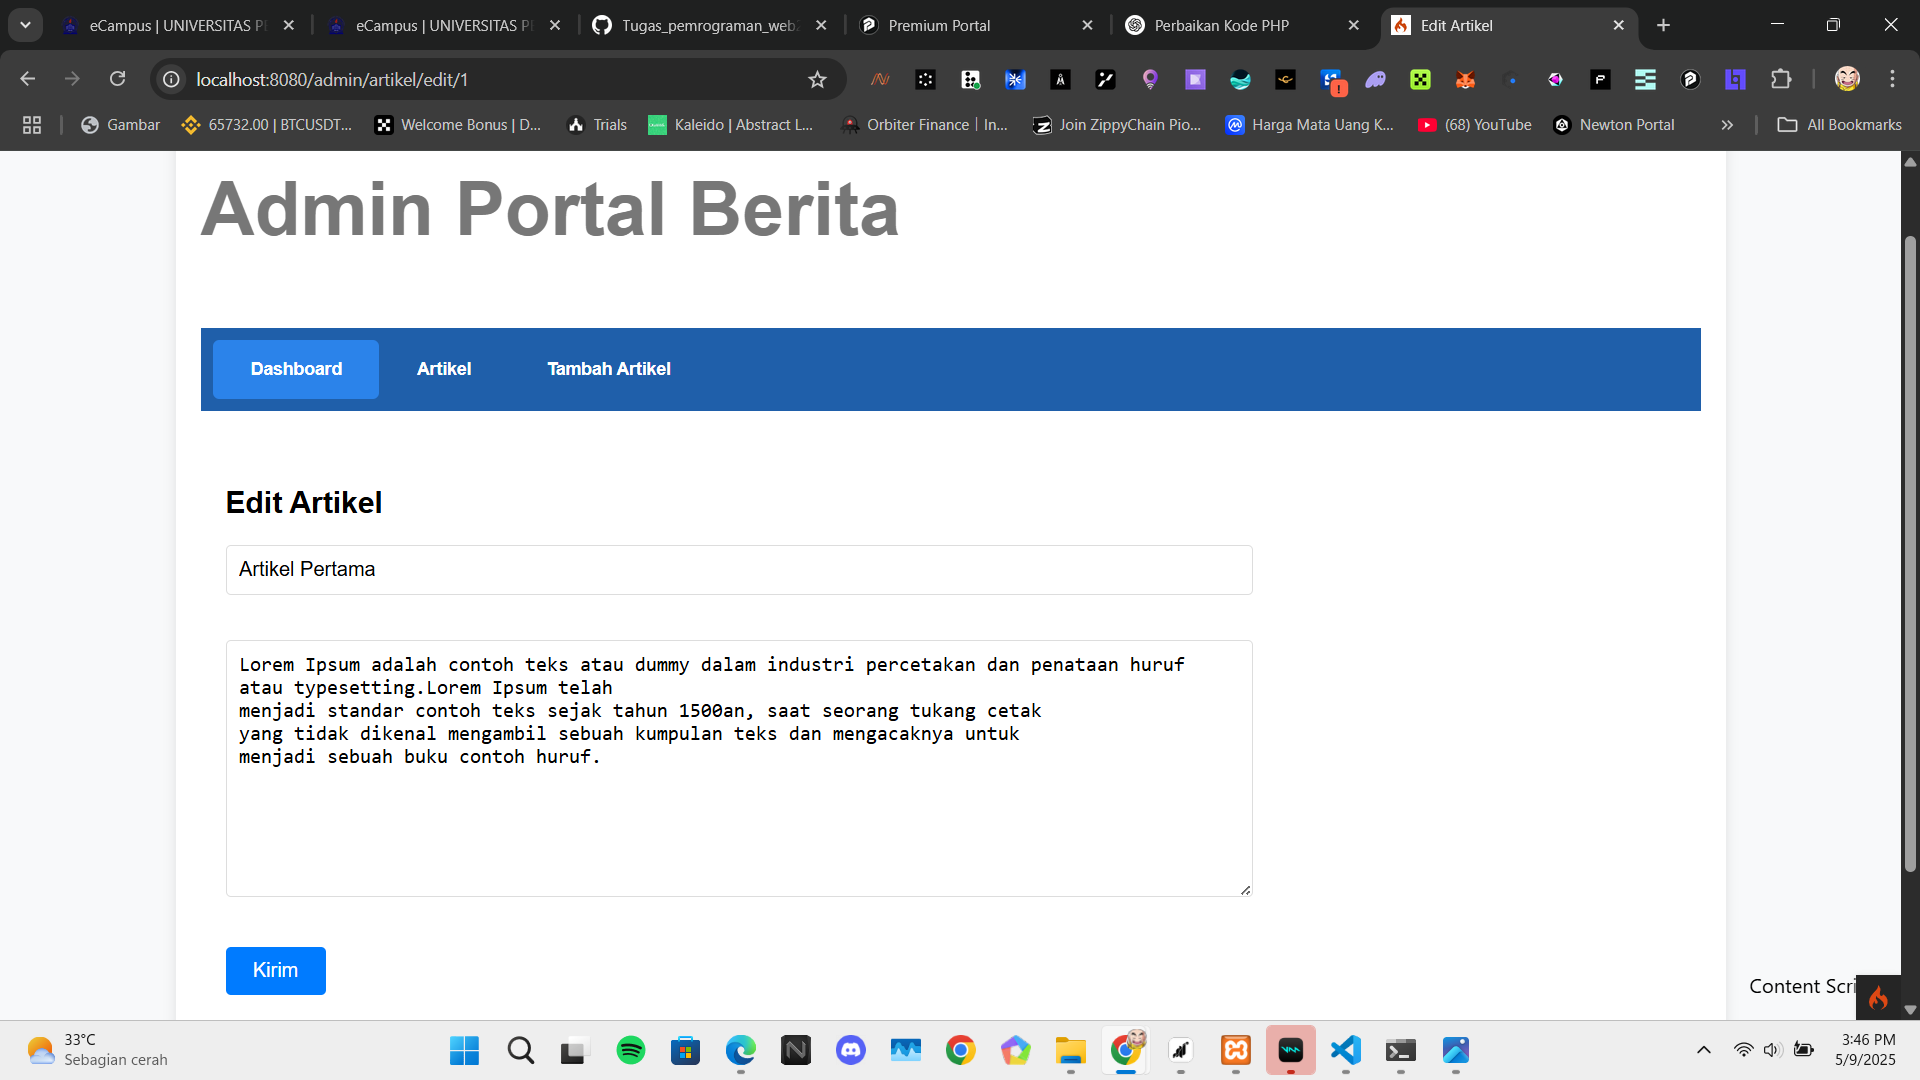 eCampus | UNIVERSITAS P
eCampus | UNIVERSITAS P
Tugas_pemrograman_web
Premium Portal
Perbaikan Kode PHP
Edit Artikel
localhost:8080/admin/artikel/edit/1
Gambar
65732.00 | BTCUSDT...
Welcome Bonus | D...
Trials
Kaleido | Abstract L...
Orbiter Finance | In...
Join ZippyChain Pio...
Harga Mata Uang K...
(68) YouTube
Newton Portal
All Bookmarks
Admin Portal Berita
Dashboard
Artikel
Tambah Artikel
Edit Artikel
Artikel Pertama
Lorem Ipsum adalah contoh teks atau dummy dalam industri percetakan dan penataan huruf
atau typesetting.Lorem Ipsum telah
menjadi standar contoh teks sejak tahun 1500an, saat seorang tukang cetak
yang tidak dikenal mengambil sebuah kumpulan teks dan mengacaknya untuk
menjadi sebuah buku contoh huruf.
Kirim
Content Scri
33°C
Sebagian cerah
3:46 PM
5/9/2025